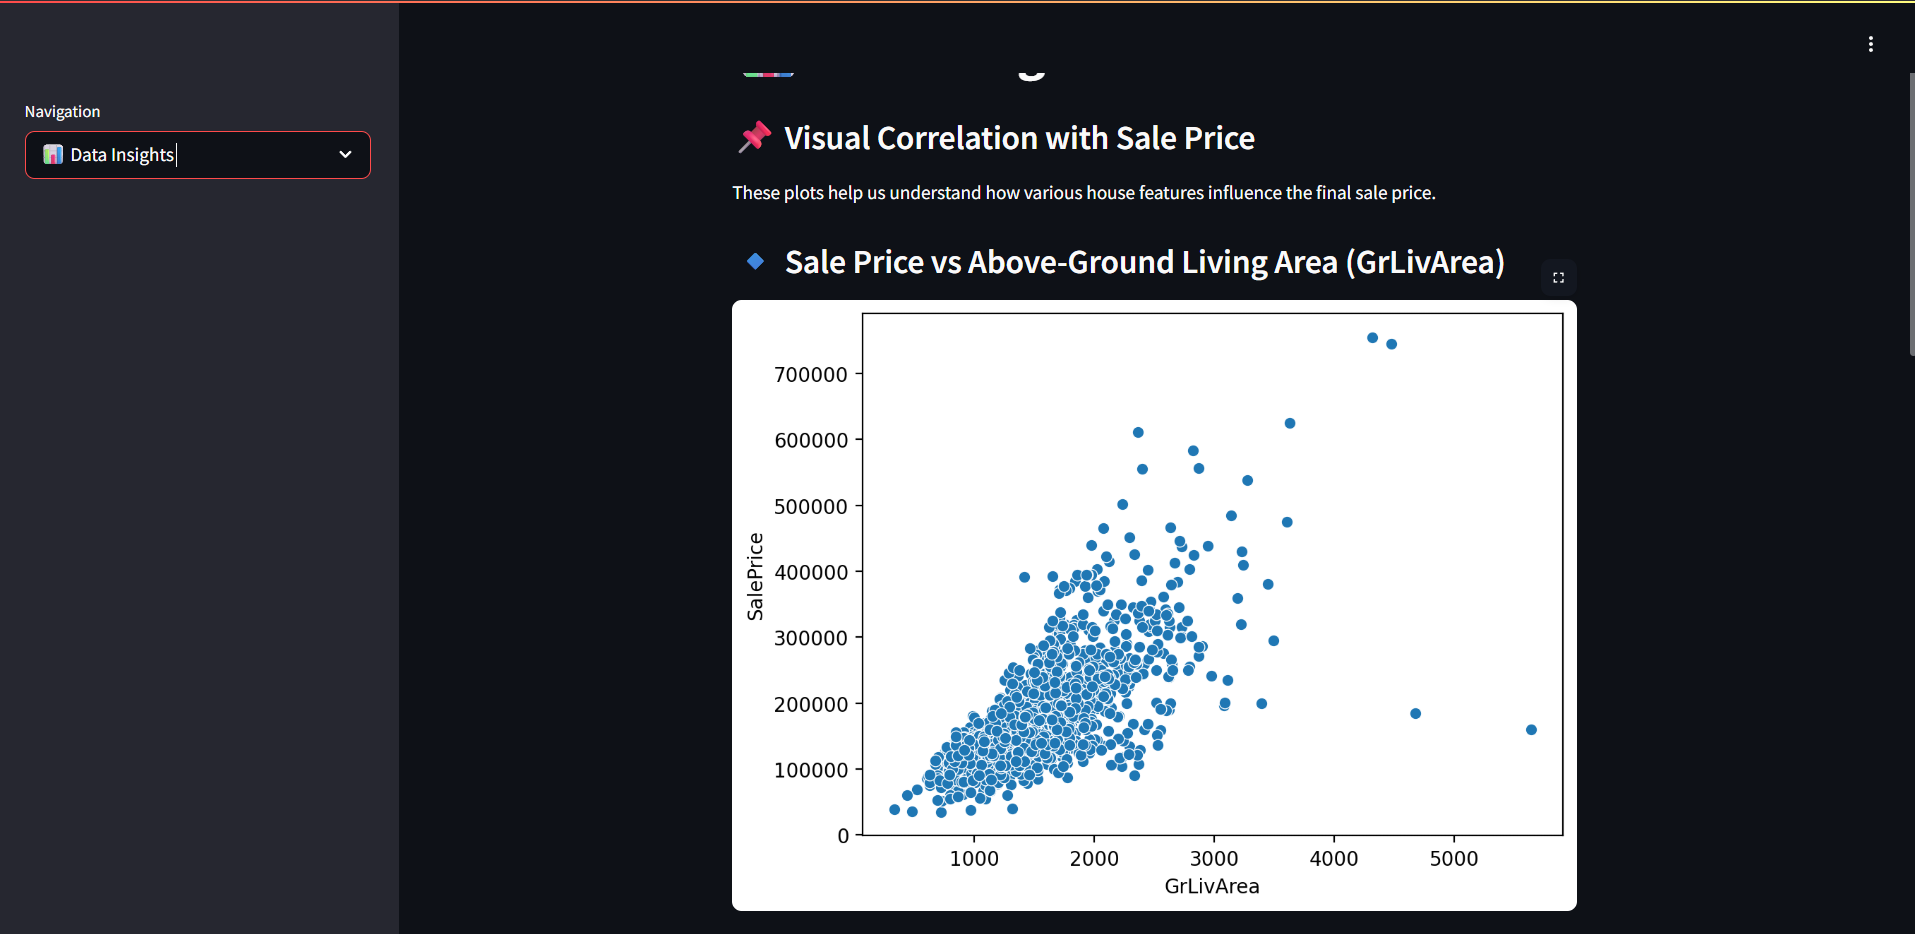 Navigation
Data Insights
Visual Correlation with Sale Price
These plots help us understand how various house features influence the final sale price.
Sale Price vs Above-Ground Living Area (GrLivArea)
SalePrice
700000
600000
500000
400000
300000
200000
100000
0
1000 2000 3000 4000 5000
GrLivArea